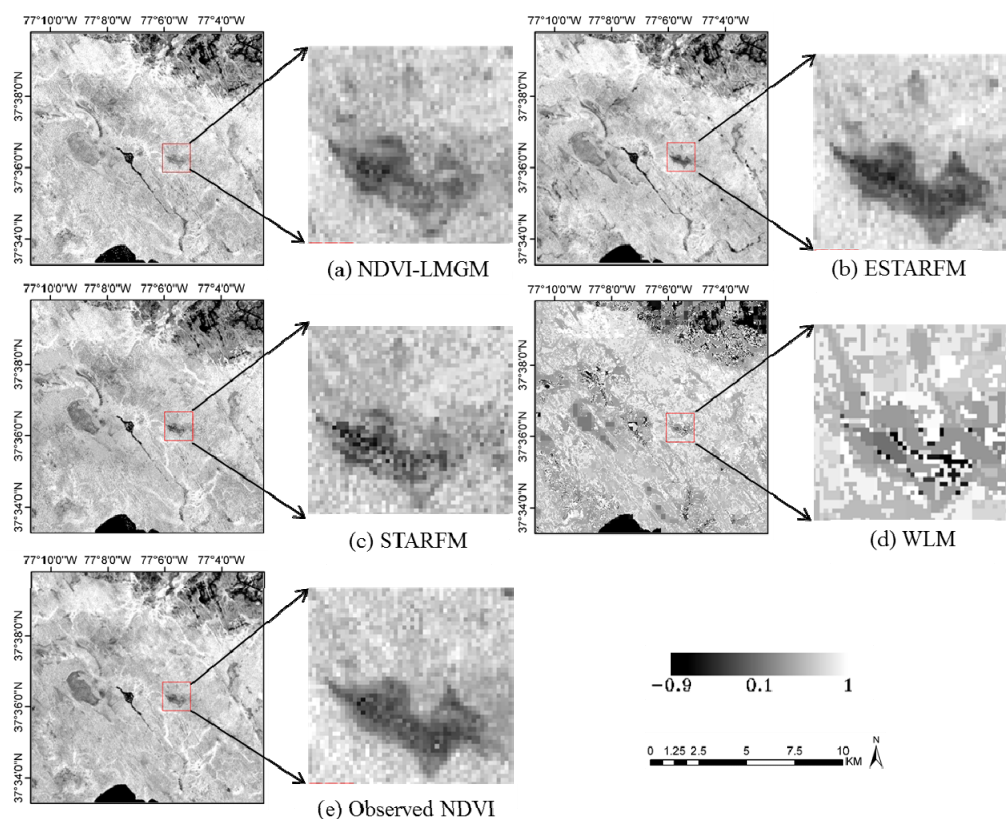 77°10'0"W 77°8'0"W 77°6'0"W 77°4'0"W
37°38'0"N
37°36'0"N
37°34'0"N
(a) NDVI-LMGM
77°10'0"W 77°8'0"W 77°6'0"W 77°4'0"W
37°38'0"N
37°36'0"N
37°34'0"N
(b) ESTARFM
77°10'0"W 77°8'0"W 77°6'0"W 77°4'0"W
37°38'0"N
37°36'0"N
37°34'0"N
(c) STARFM
77°10'0"W 77°8'0"W 77°6'0"W 77°4'0"W
37°38'0"N
37°36'0"N
37°34'0"N
(d) WLM
77°10'0"W 77°8'0"W 77°6'0"W 77°4'0"W
37°38'0"N
37°36'0"N
37°34'0"N
(e) Observed NDVI
-0.9 0.1 1
N
0 1.25 2.5 5 7.5 10
KM